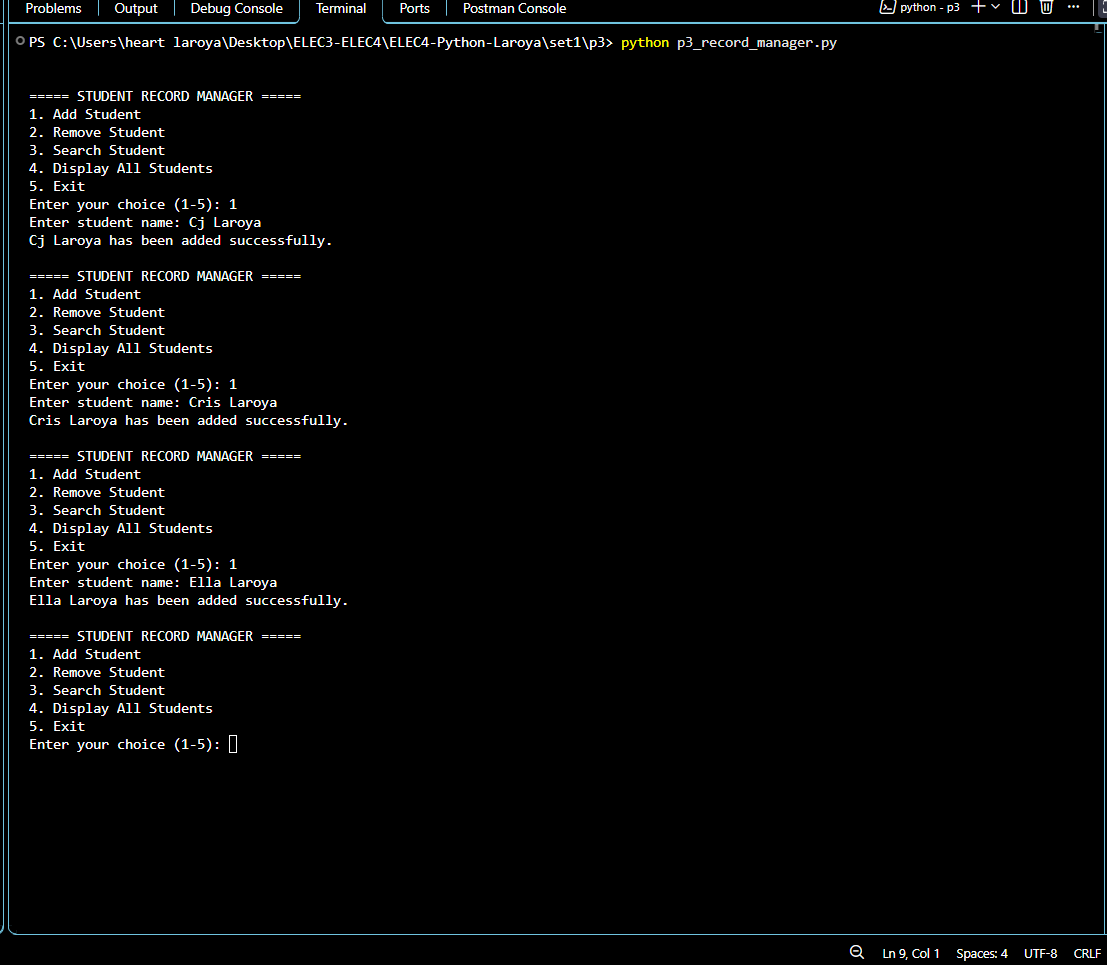 Problems Output Debug Console Terminal Ports Postman Console python - p3
PS C:\Users\heart laroya\Desktop\ELEC3-ELEC4\ELEC4-Python-Laroya\set1\p3> python p3_record_manager.py
===== STUDENT RECORD MANAGER =====
1. Add Student
2. Remove Student
3. Search Student
4. Display All Students
5. Exit
Enter your choice (1-5): 1
Enter student name: Cj Laroya
Cj Laroya has been added successfully.
===== STUDENT RECORD MANAGER =====
1. Add Student
2. Remove Student
3. Search Student
4. Display All Students
5. Exit
Enter your choice (1-5): 1
Enter student name: Cris Laroya
Cris Laroya has been added successfully.
===== STUDENT RECORD MANAGER =====
1. Add Student
2. Remove Student
3. Search Student
4. Display All Students
5. Exit
Enter your choice (1-5): 1
Enter student name: Ella Laroya
Ella Laroya has been added successfully.
===== STUDENT RECORD MANAGER =====
1. Add Student
2. Remove Student
3. Search Student
4. Display All Students
5. Exit
Enter your choice (1-5):
Ln 9, Col 1 Spaces: 4 UTF-8 CRLF